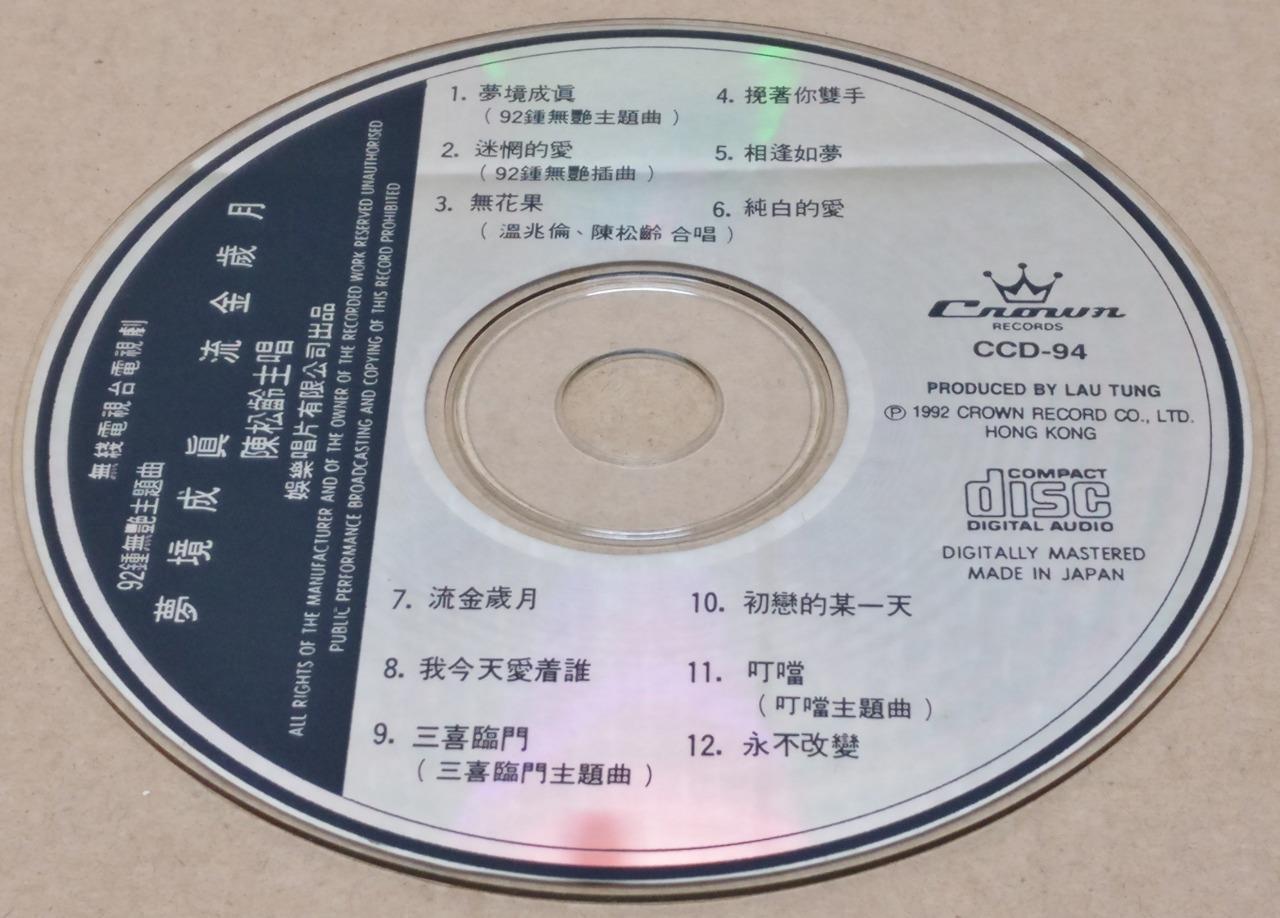 無綫電視台電視劇
92鍾無艷主題曲
夢境成眞 流金歲月
陳松齡主唱
娛樂唱片有限公司出品
ALL RIGHTS OF THE MANUFACTURER AND OF THE OWNER OF THE RECORDED WORK RESERVED UNAUTHORISED
PUBLIC PERFORMANCE BROADCASTING AND COPYING OF THIS RECORD PROHIBITED
1. 夢境成眞
( 92鍾無艷主題曲 )
2. 迷惘的愛
( 92鍾無艷插曲 )
3. 無花果
( 溫兆倫、陳松齡 合唱 )
4. 挽著你雙手
5. 相逢如夢
6. 純白的愛
Crown
RECORDS
CCD-94
PRODUCED BY LAU TUNG
℗ 1992 CROWN RECORD CO., LTD.
HONG KONG
COMPACT
disc
DIGITAL AUDIO
DIGITALLY MASTERED
MADE IN JAPAN
7. 流金歲月
8. 我今天愛着誰
9. 三喜臨門
( 三喜臨門主題曲 )
10. 初戀的某一天
11. 叮噹
( 叮噹主題曲 )
12. 永不改變